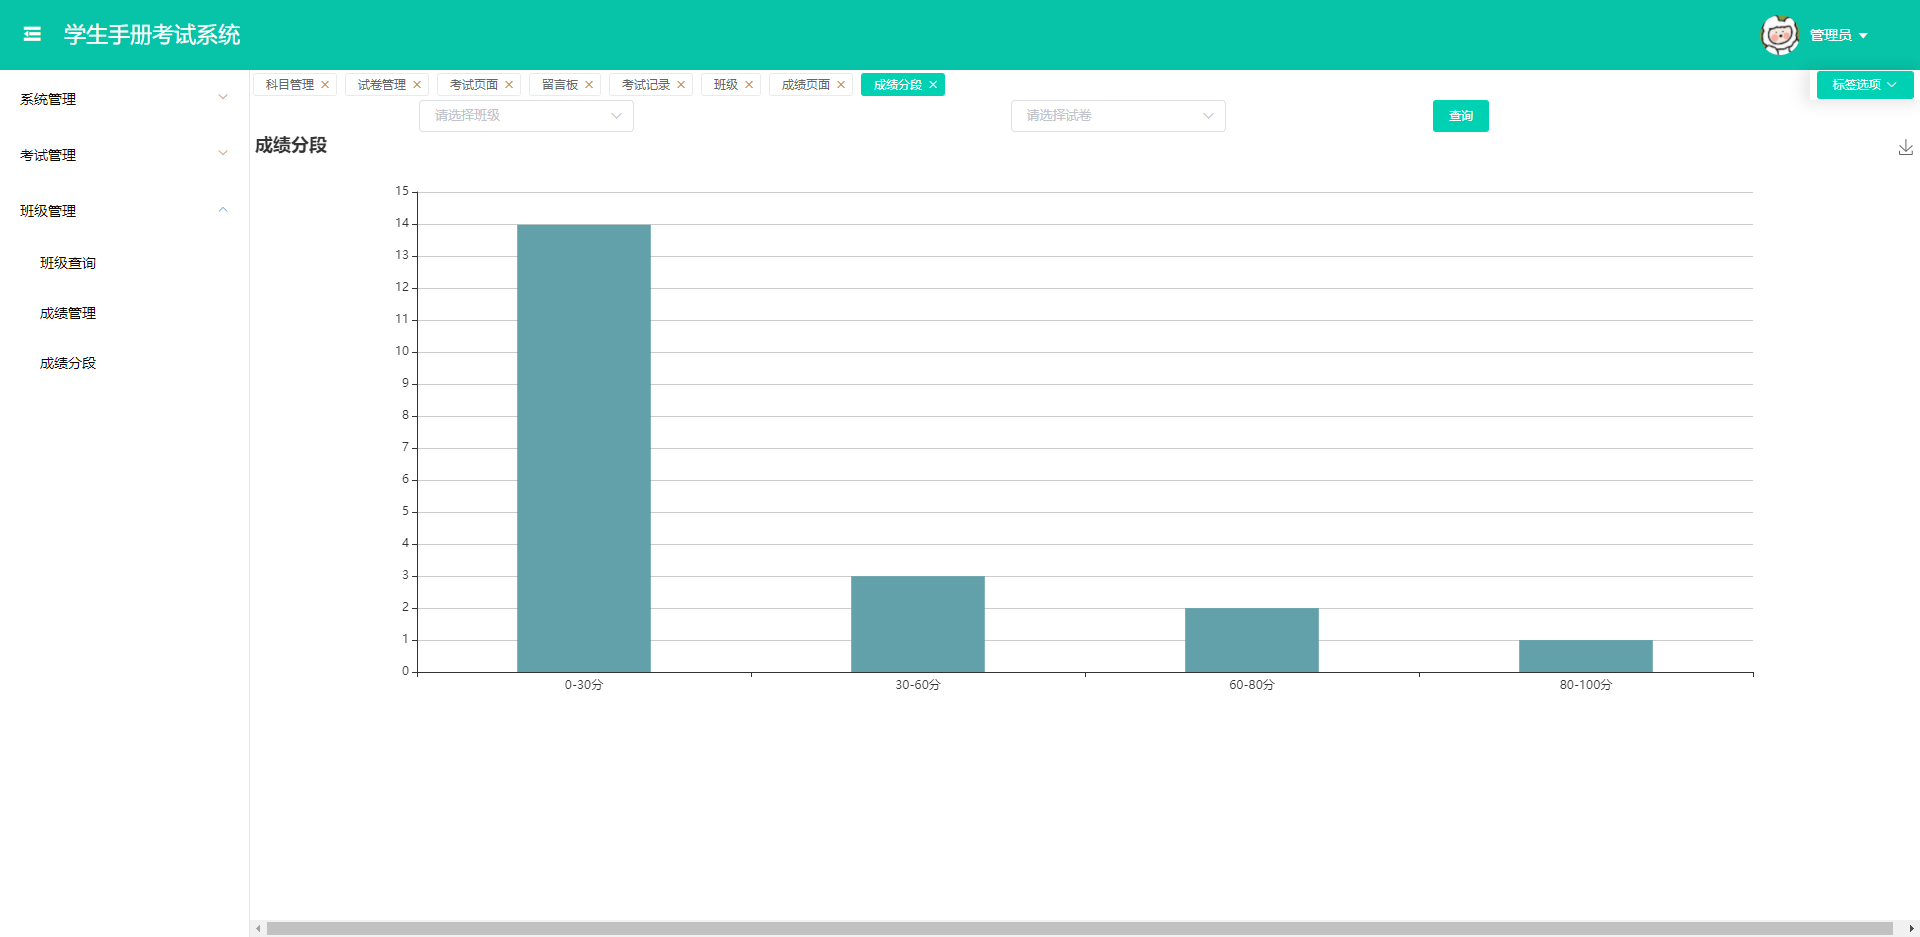 学生手册考试系统
管理员
系统管理
考试管理
班级管理
班级查询
成绩管理
成绩分段
科目管理 试卷管理 考试页面 留言板 考试记录 班级 成绩页面 成绩分段 标签选项
请选择班级 请选择试卷 查询
成绩分段
15
14
13
12
11
10
9
8
7
6
5
4
3
2
1
0
0-30分 30-60分 60-80分 80-100分